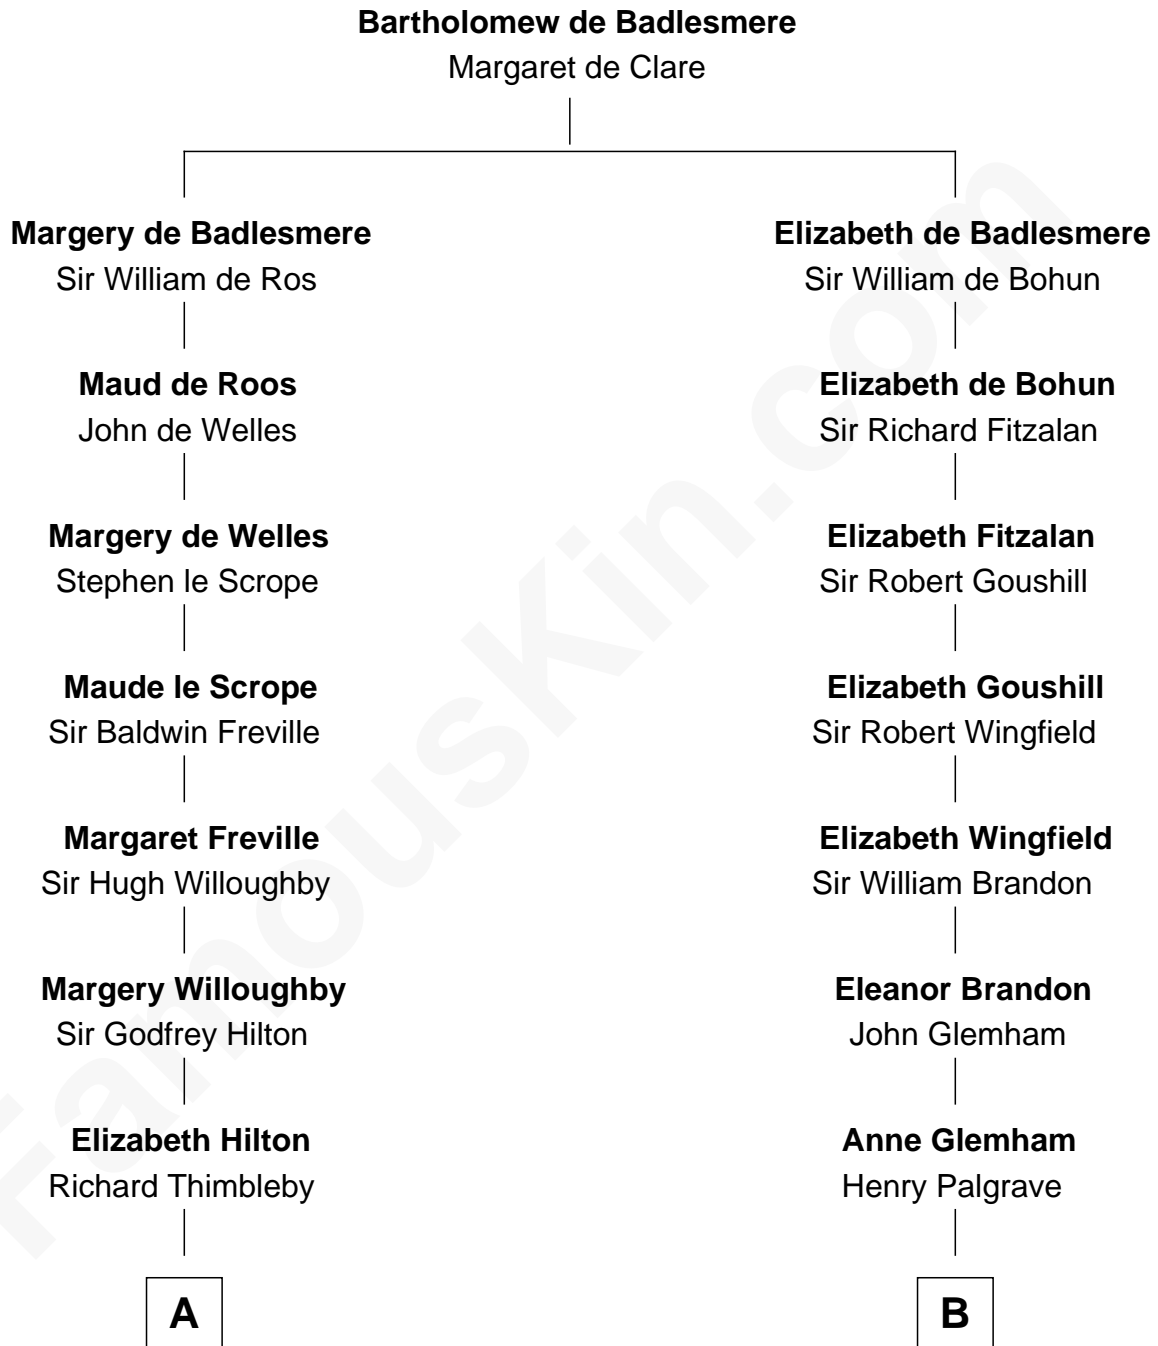 Bartholomew de Badlesmere
Margaret de Clare
Margery de Badlesmere
Sir William de Ros
Elizabeth de Badlesmere
Sir William de Bohun
Maud de Roos
John de Welles
Elizabeth de Bohun
Sir Richard Fitzalan
Margery de Welles
Stephen le Scrope
Elizabeth Fitzalan
Sir Robert Goushill
Maude le Scrope
Sir Baldwin Freville
Elizabeth Goushill
Sir Robert Wingfield
Margaret Freville
Sir Hugh Willoughby
Elizabeth Wingfield
Sir William Brandon
Margery Willoughby
Sir Godfrey Hilton
Eleanor Brandon
John Glemham
Elizabeth Hilton
Richard Thimbleby
Anne Glemham
Henry Palgrave
A
B
FamousKin.com